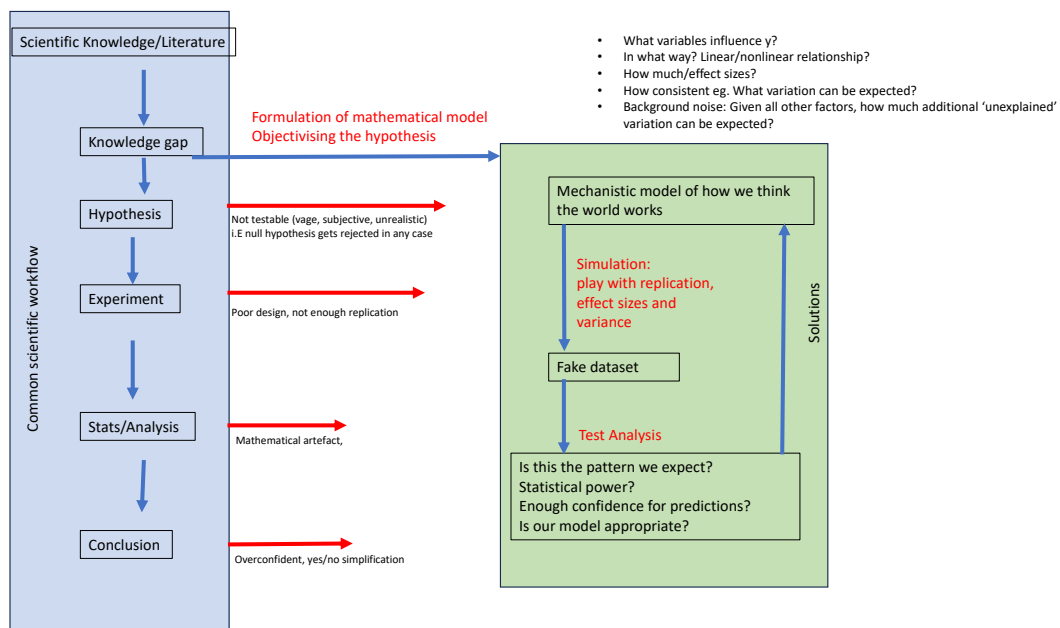 Scientific Knowledge/Literature
Knowledge gap
Hypothesis
Experiment
Stats/Analysis
Conclusion
Common scientific workflow
Formulation of mathematical model
Objectivising the hypothesis
Not testable (vage, subjective, unrealistic)
i.E null hypothesis gets rejected in any case
Poor design, not enough replication
Mathematical artefact,
Overconfident, yes/no simplification
• What variables influence y?
• In what way? Linear/nonlinear relationship?
• How much/effect sizes?
• How consistent eg. What variation can be expected?
• Background noise: Given all other factors, how much additional ‘unexplained’
variation can be expected?
Mechanistic model of how we think
the world works
Simulation:
play with replication,
effect sizes and
variance
Fake dataset
Test Analysis
Is this the pattern we expect?
Statistical power?
Enough confidence for predictions?
Is our model appropriate?
Solutions